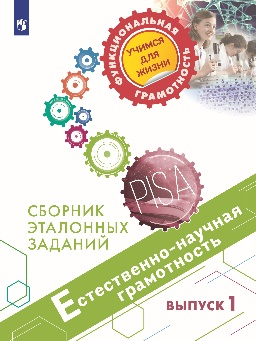 ФУНКЦИОНАЛЬНАЯ
УЧИМСЯ ДЛЯ
ЖИЗНИ
ГРАМОТНОСТЬ
PISA
СБОРНИК
ЭТАЛОННЫХ
ЗАДАНИЙ
Естественно-научная
грамотность
ВЫПУСК 1